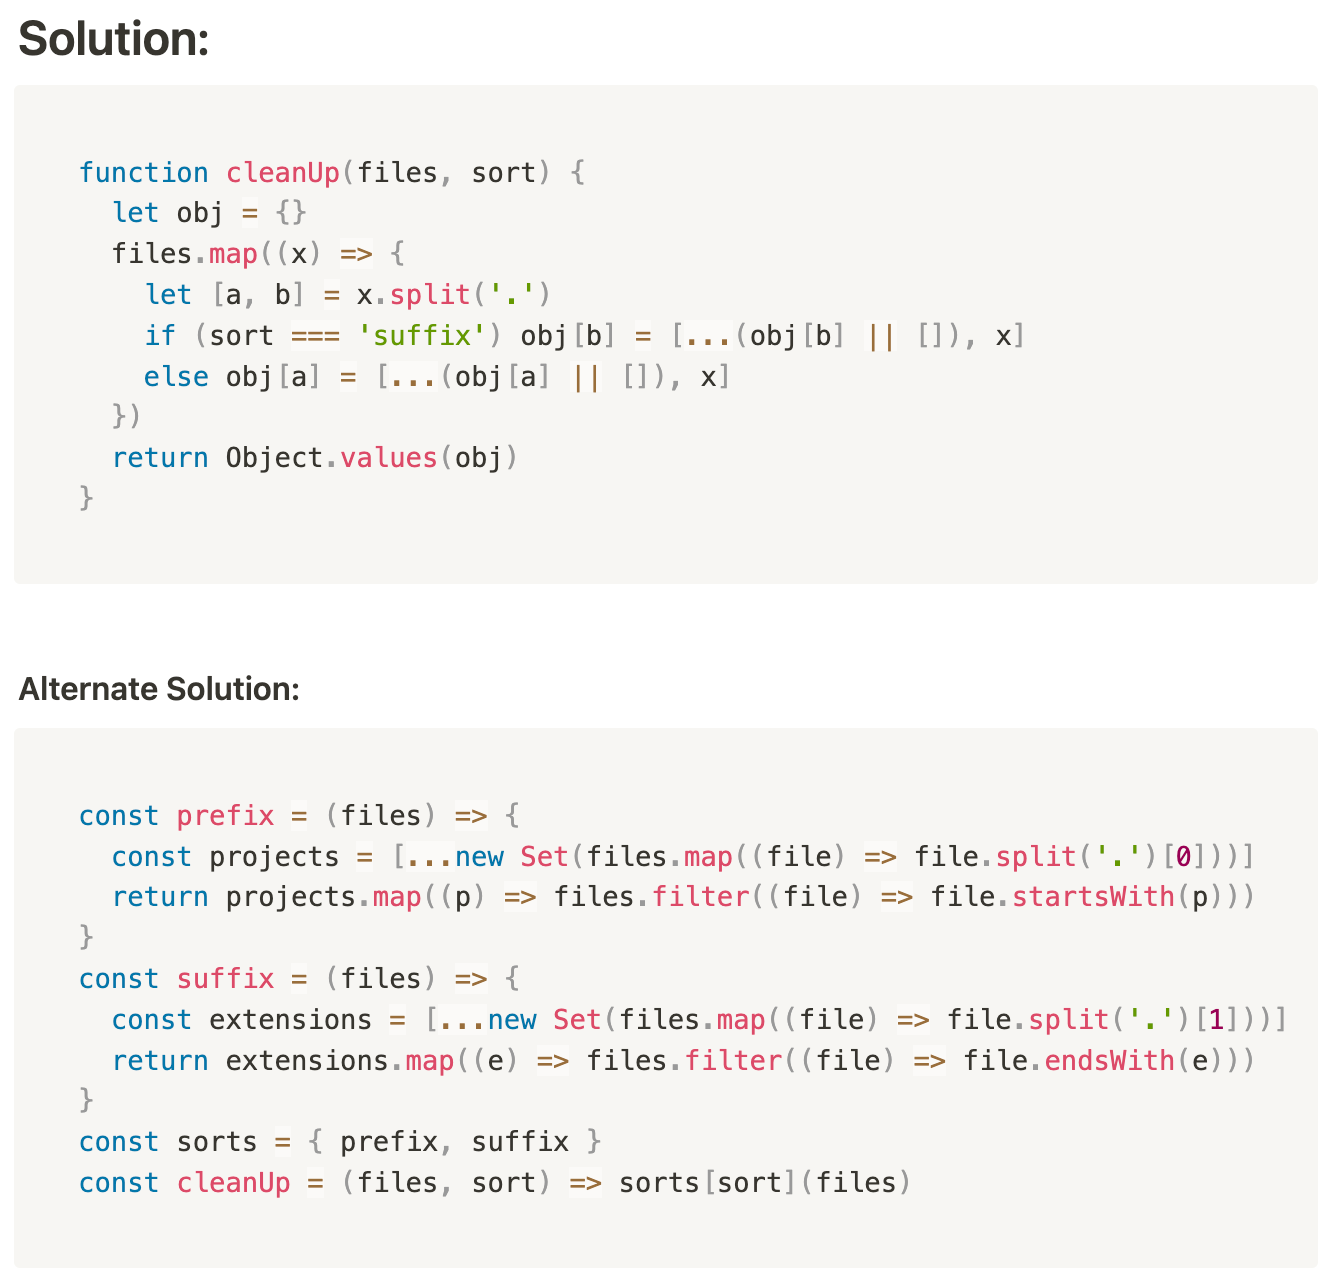 Solution:
function cleanUp(files, sort) {
  let obj = {}
  files.map((x) => {
    let [a, b] = x.split('.')
    if (sort === 'suffix') obj[b] = [...(obj[b] || []), x]
    else obj[a] = [...(obj[a] || []), x]
  })
  return Object.values(obj)
}
Alternate Solution:
const prefix = (files) => {
  const projects = [...new Set(files.map((file) => file.split('.')[0]))]
  return projects.map((p) => files.filter((file) => file.startsWith(p)))
}
const suffix = (files) => {
  const extensions = [...new Set(files.map((file) => file.split('.')[1]))]
  return extensions.map((e) => files.filter((file) => file.endsWith(e)))
}
const sorts = { prefix, suffix }
const cleanUp = (files, sort) => sorts[sort](files)